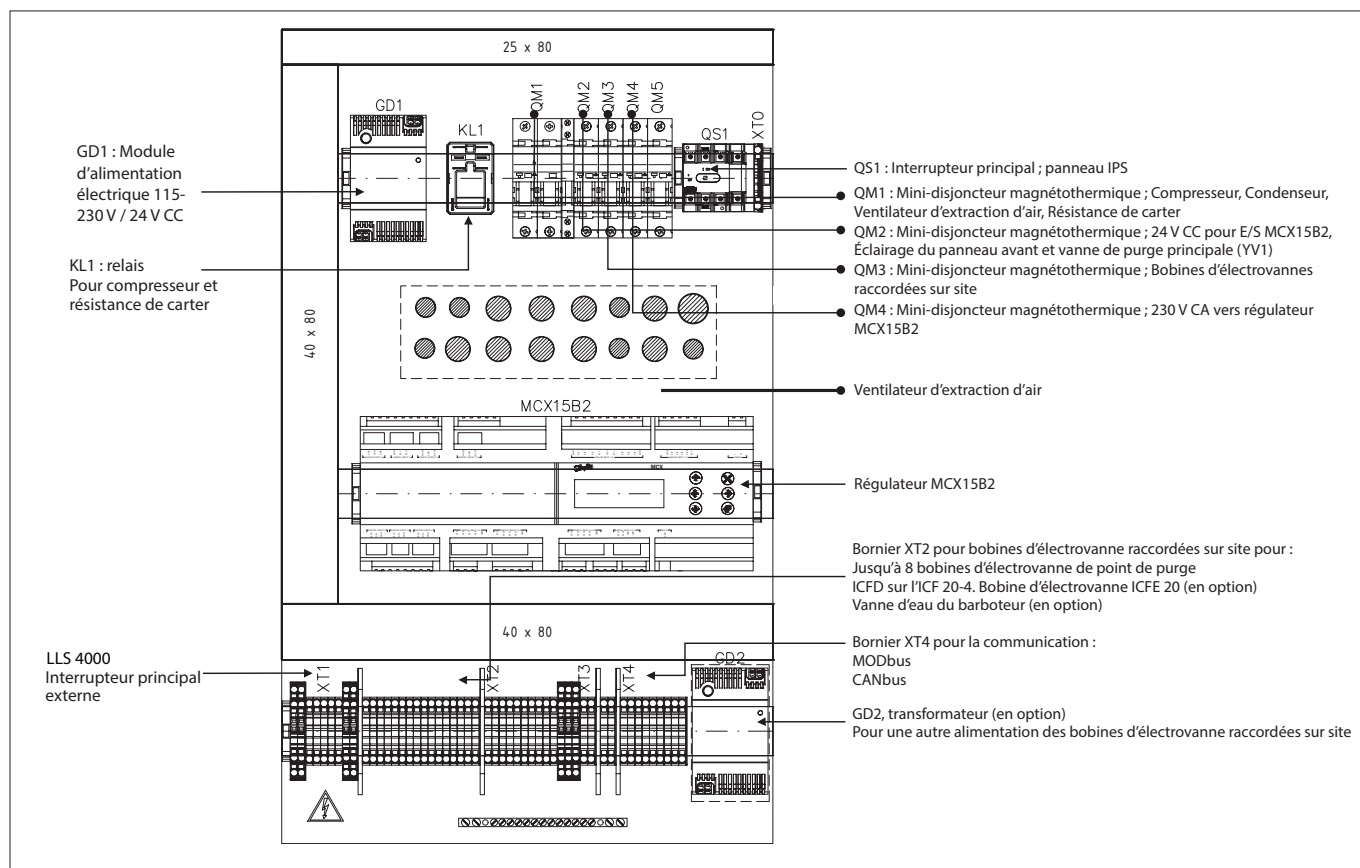 25 x 80
40 x 80
GD1
KL1
QM1
QM2
QM3
QM4
QM5
QS1
XT0
GD1 : Module
d'alimentation
électrique 115-
230 V / 24 V CC
KL1 : relais
Pour compresseur et
résistance de carter
QS1 : Interrupteur principal ; panneau IPS
QM1 : Mini-disjoncteur magnétothermique ; Compresseur, Condenseur,
Ventilateur d'extraction d'air, Résistance de carter
QM2 : Mini-disjoncteur magnétothermique ; 24 V CC pour E/S MCX15B2,
Éclairage du panneau avant et vanne de purge principale (YV1)
QM3 : Mini-disjoncteur magnétothermique ; Bobines d'électrovannes
raccordées sur site
QM4 : Mini-disjoncteur magnétothermique ; 230 V CA vers régulateur
MCX15B2
Ventilateur d'extraction d'air
MCX15B2
MCX
Régulateur MCX15B2
Bornier XT2 pour bobines d'électrovanne raccordées sur site pour :
Jusqu'à 8 bobines d'électrovanne de point de purge
ICFD sur l'ICF 20-4. Bobine d'électrovanne ICFE 20 (en option)
Vanne d'eau du barboteur (en option)
40 x 80
LLS 4000
Interrupteur principal
externe
XT1
XT2
XT3
XT4
GD2
Bornier XT4 pour la communication :
MODbus
CANbus
GD2, transformateur (en option)
Pour une autre alimentation des bobines d'électrovanne raccordées sur site